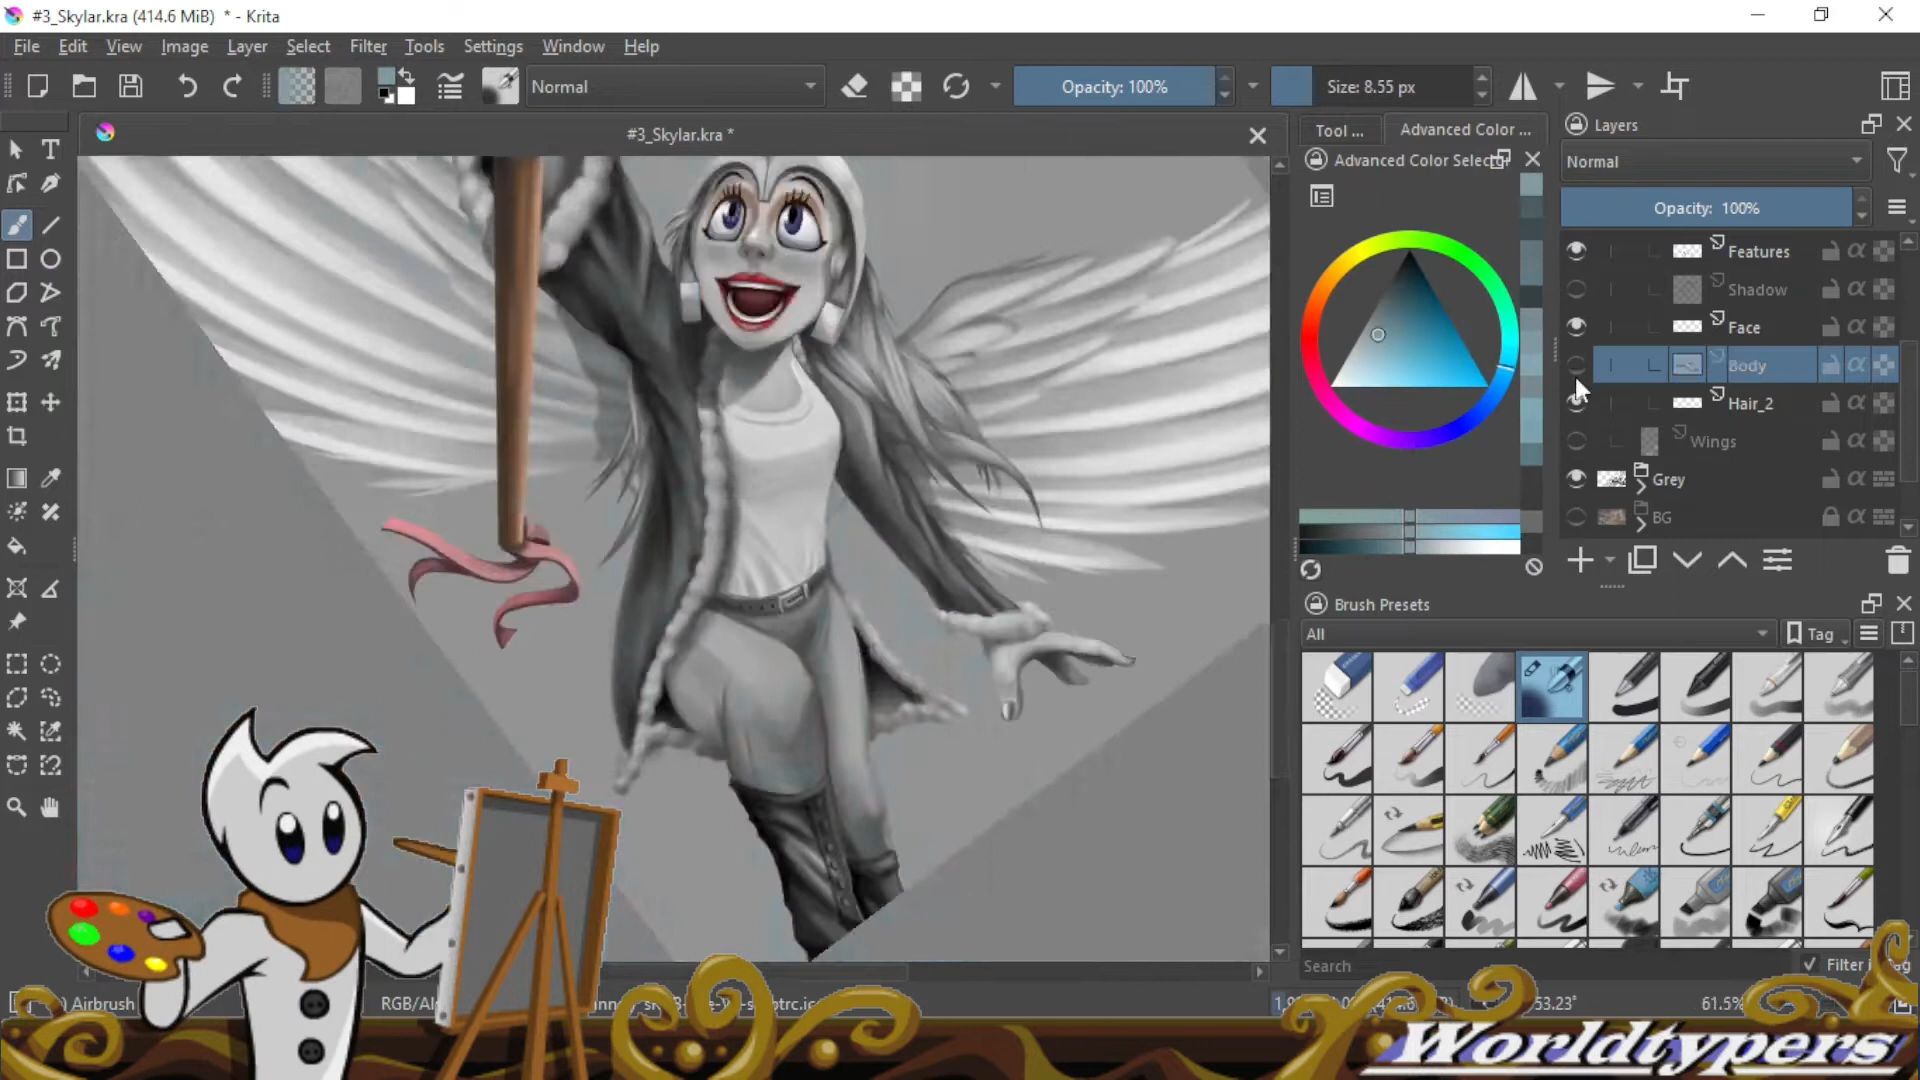 #3_Skylar.kra (414.6 MiB) * - Krita
File Edit View Image Layer Select Filter Tools Settings Window Help
Normal
Opacity: 100%
Size: 8.55 px
#3_Skylar.kra *
Tool ...
Advanced Color ...
Advanced Color Select
Layers
Normal
Opacity: 100%
Features
Shadow
Face
Body
Hair_2
Wings
Grey
BG
Brush Presets
All
Tag
Search
Filter
Tag
Airbrush
RGB/Al
53.23°
61.5%
Worldtypers